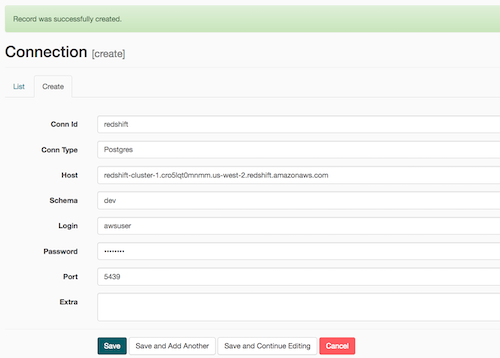 Record was successfully created.
Connection [create]
List Create
Conn Id redshift
Conn Type Postgres
Host redshift-cluster-1.cro5lqt0mnmm.us-west-2.redshift.amazonaws.com
Schema dev
Login awsuser
Password ••••••••
Port 5439
Extra
Save Save and Add Another Save and Continue Editing Cancel